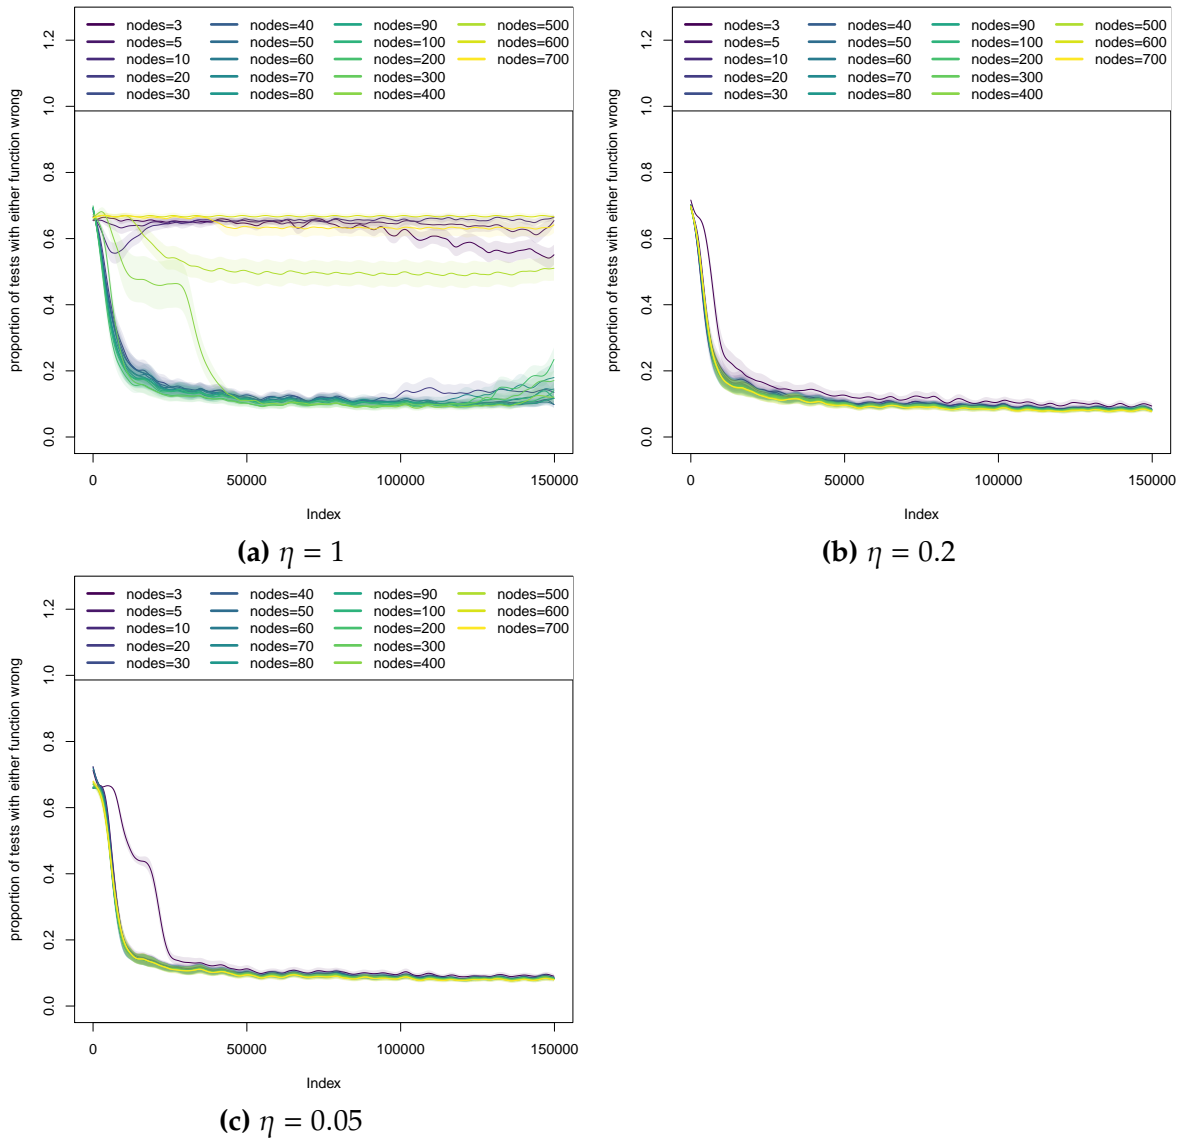 nodes=3 nodes=40 nodes=90 nodes=500
nodes=5 nodes=50 nodes=100 nodes=600
nodes=10 nodes=60 nodes=200 nodes=700
nodes=20 nodes=70 nodes=300
nodes=30 nodes=80 nodes=400
proportion of tests with either function wrong
1.2
1.0
0.8
0.6
0.4
0.2
0.0
0 50000 100000 150000
Index
(a) η = 1
nodes=3 nodes=40 nodes=90 nodes=500
nodes=5 nodes=50 nodes=100 nodes=600
nodes=10 nodes=60 nodes=200 nodes=700
nodes=20 nodes=70 nodes=300
nodes=30 nodes=80 nodes=400
proportion of tests with either function wrong
1.2
1.0
0.8
0.6
0.4
0.2
0.0
0 50000 100000 150000
Index
(b) η = 0.2
nodes=3 nodes=40 nodes=90 nodes=500
nodes=5 nodes=50 nodes=100 nodes=600
nodes=10 nodes=60 nodes=200 nodes=700
nodes=20 nodes=70 nodes=300
nodes=30 nodes=80 nodes=400
proportion of tests with either function wrong
1.2
1.0
0.8
0.6
0.4
0.2
0.0
0 50000 100000 150000
Index
(c) η = 0.05